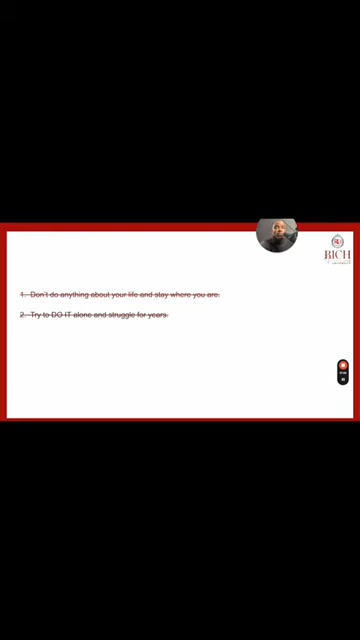 RICH
UNIVERSITY
1. Don't do anything about your life and stay where you are.
2. Try to DO IT alone and struggle for years.